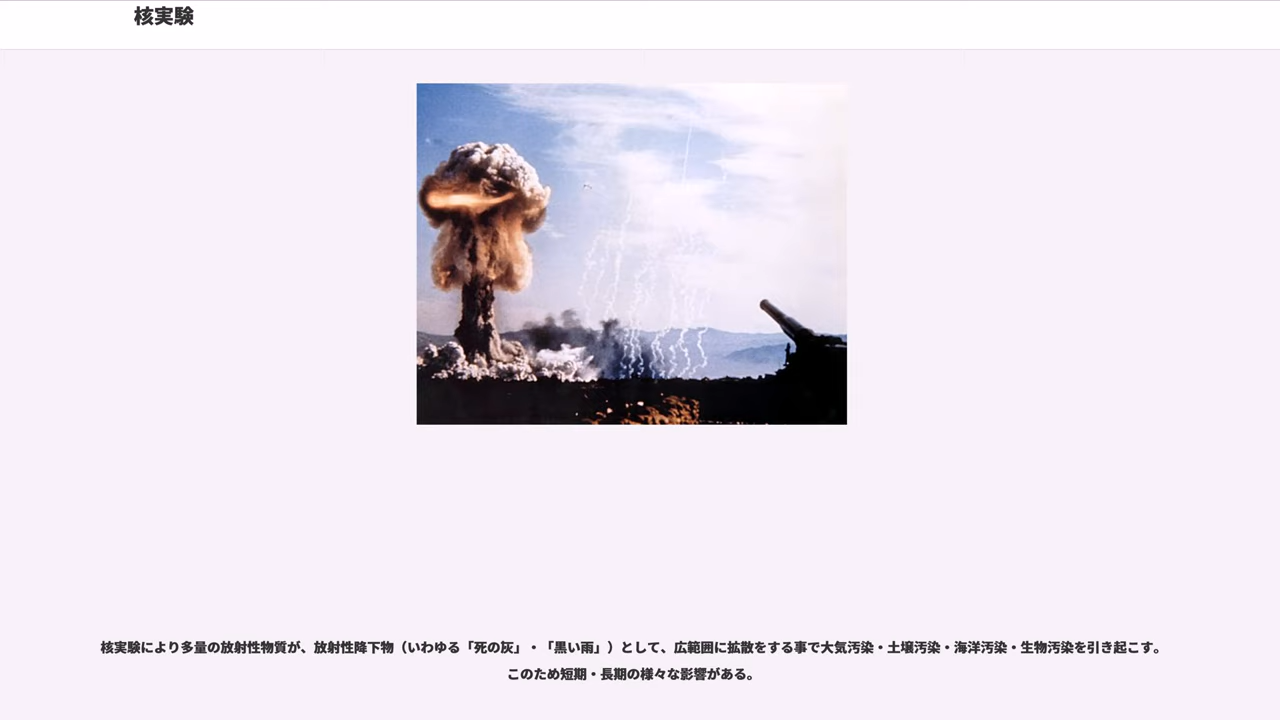 核実験
核実験により多量の放射性物質が、放射性降下物（いわゆる「死の灰」・「黒い雨」）として、広範囲に拡散をする事で大気汚染・土壌汚染・海洋汚染・生物汚染を引き起こす。
このため短期・長期の様々な影響がある。